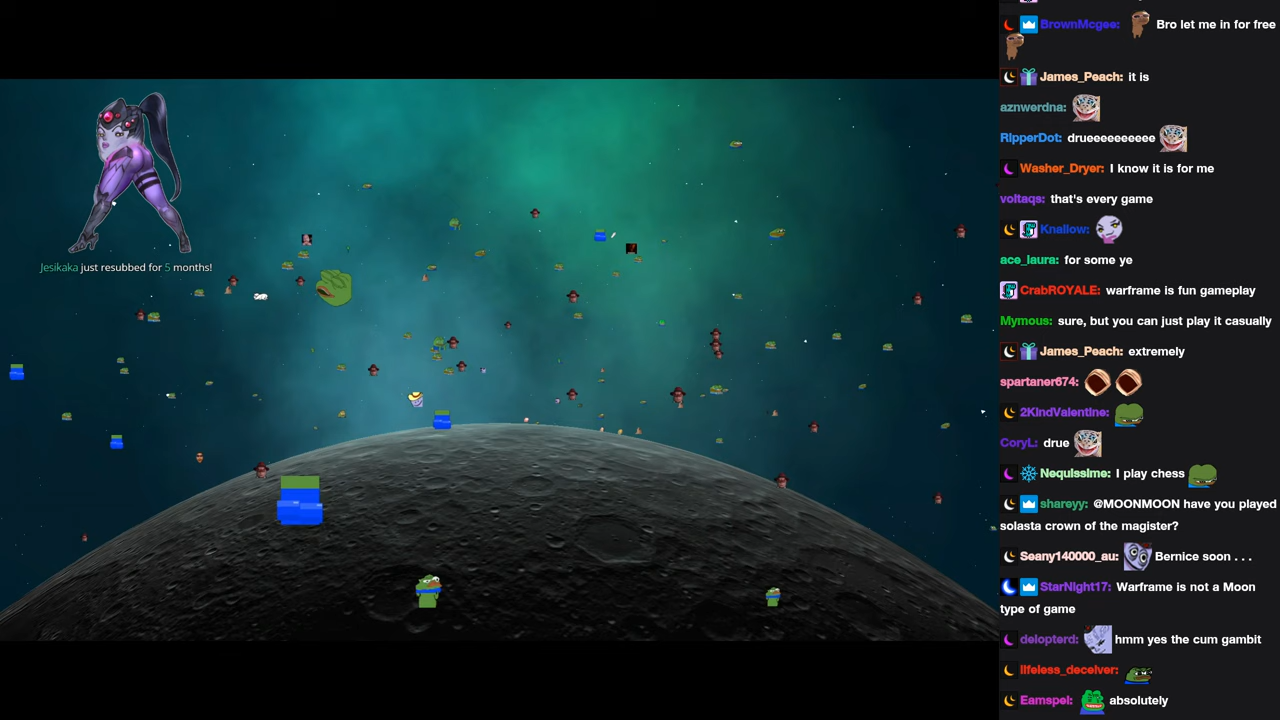 Jesikaka just resubbed for 5 months!
BrownMcgee: Bro let me in for free
James_Peach: it is
aznwerdna:
RipperDot: drueeeeeeeeee
Washer_Dryer: I know it is for me
voltaqs: that's every game
Knallow:
ace_laura: for some ye
CrabROYALE: warframe is fun gameplay
Mymous: sure, but you can just play it casually
James_Peach: extremely
spartaner674:
2KindValentine:
CoryL: drue
Nequissime: I play chess
shareyy: @MOONMOON have you played
solasta crown of the magister?
Seany140000_au: Bernice soon . . .
StarNight17: Warframe is not a Moon
type of game
delopterd: hmm yes the cum gambit
lifeless_deceiver:
Eamspel: absolutely